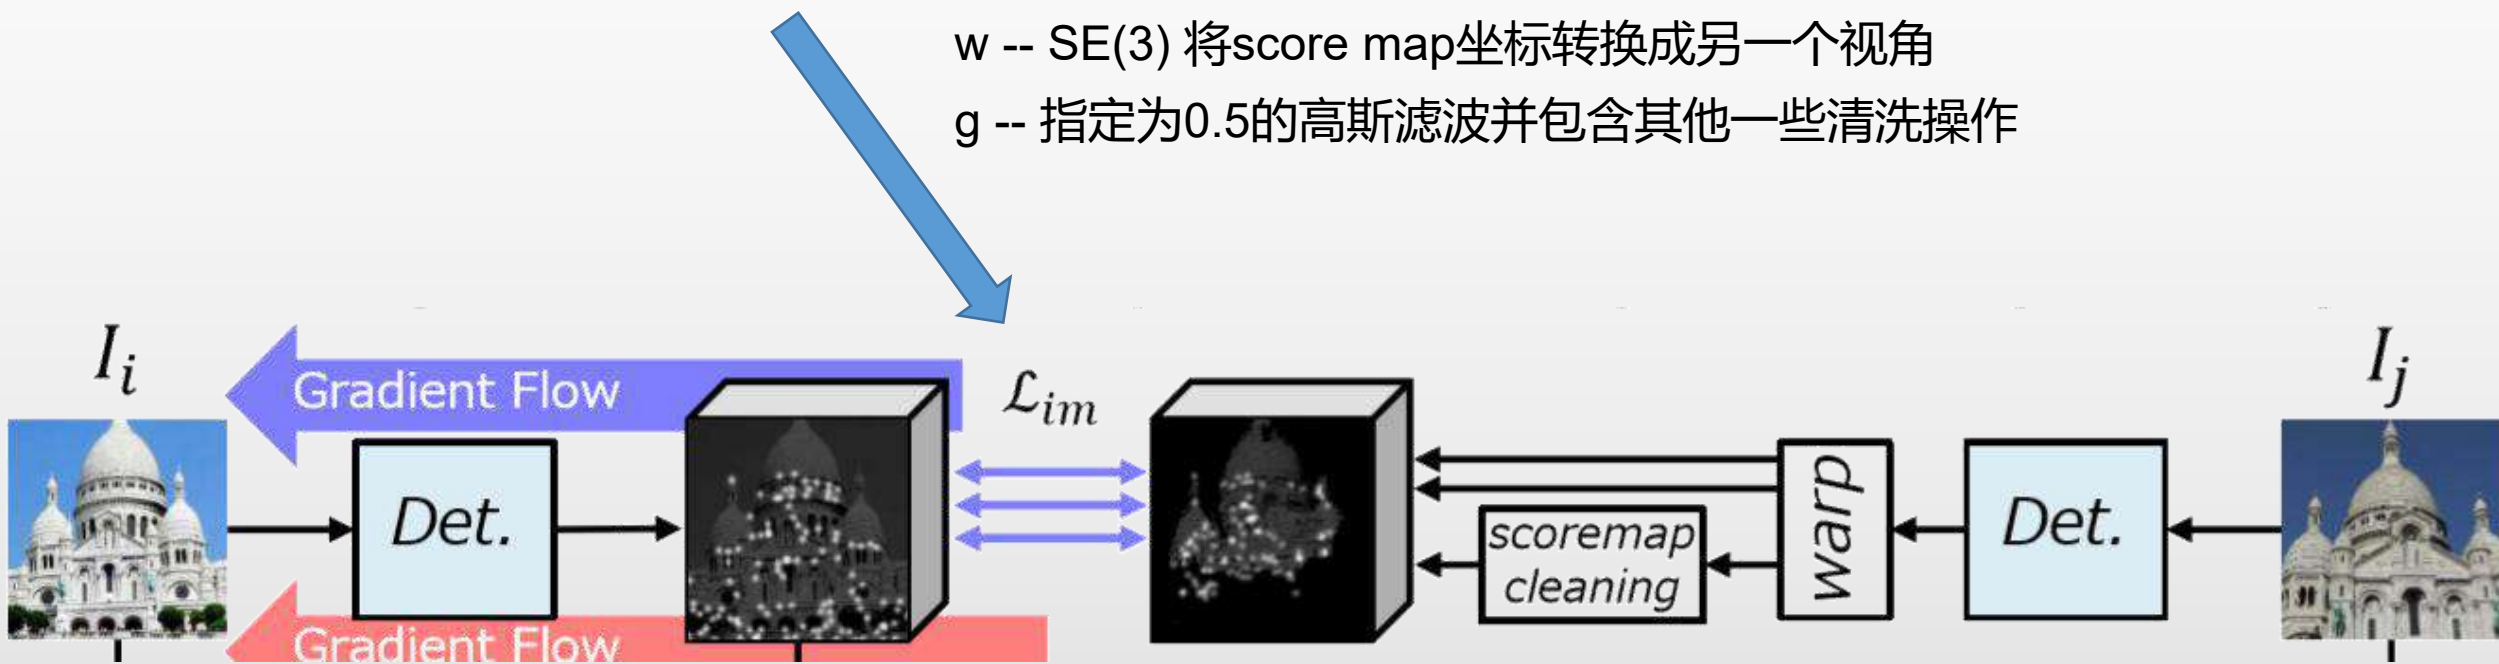 w -- SE(3) 将score map坐标转换成另一个视角
g -- 指定为0.5的高斯滤波并包含其他一些清洗操作
I_i
Gradient Flow
ℒ_im
I_j
Det.
scoremap
cleaning
warp
Det.
Gradient Flow